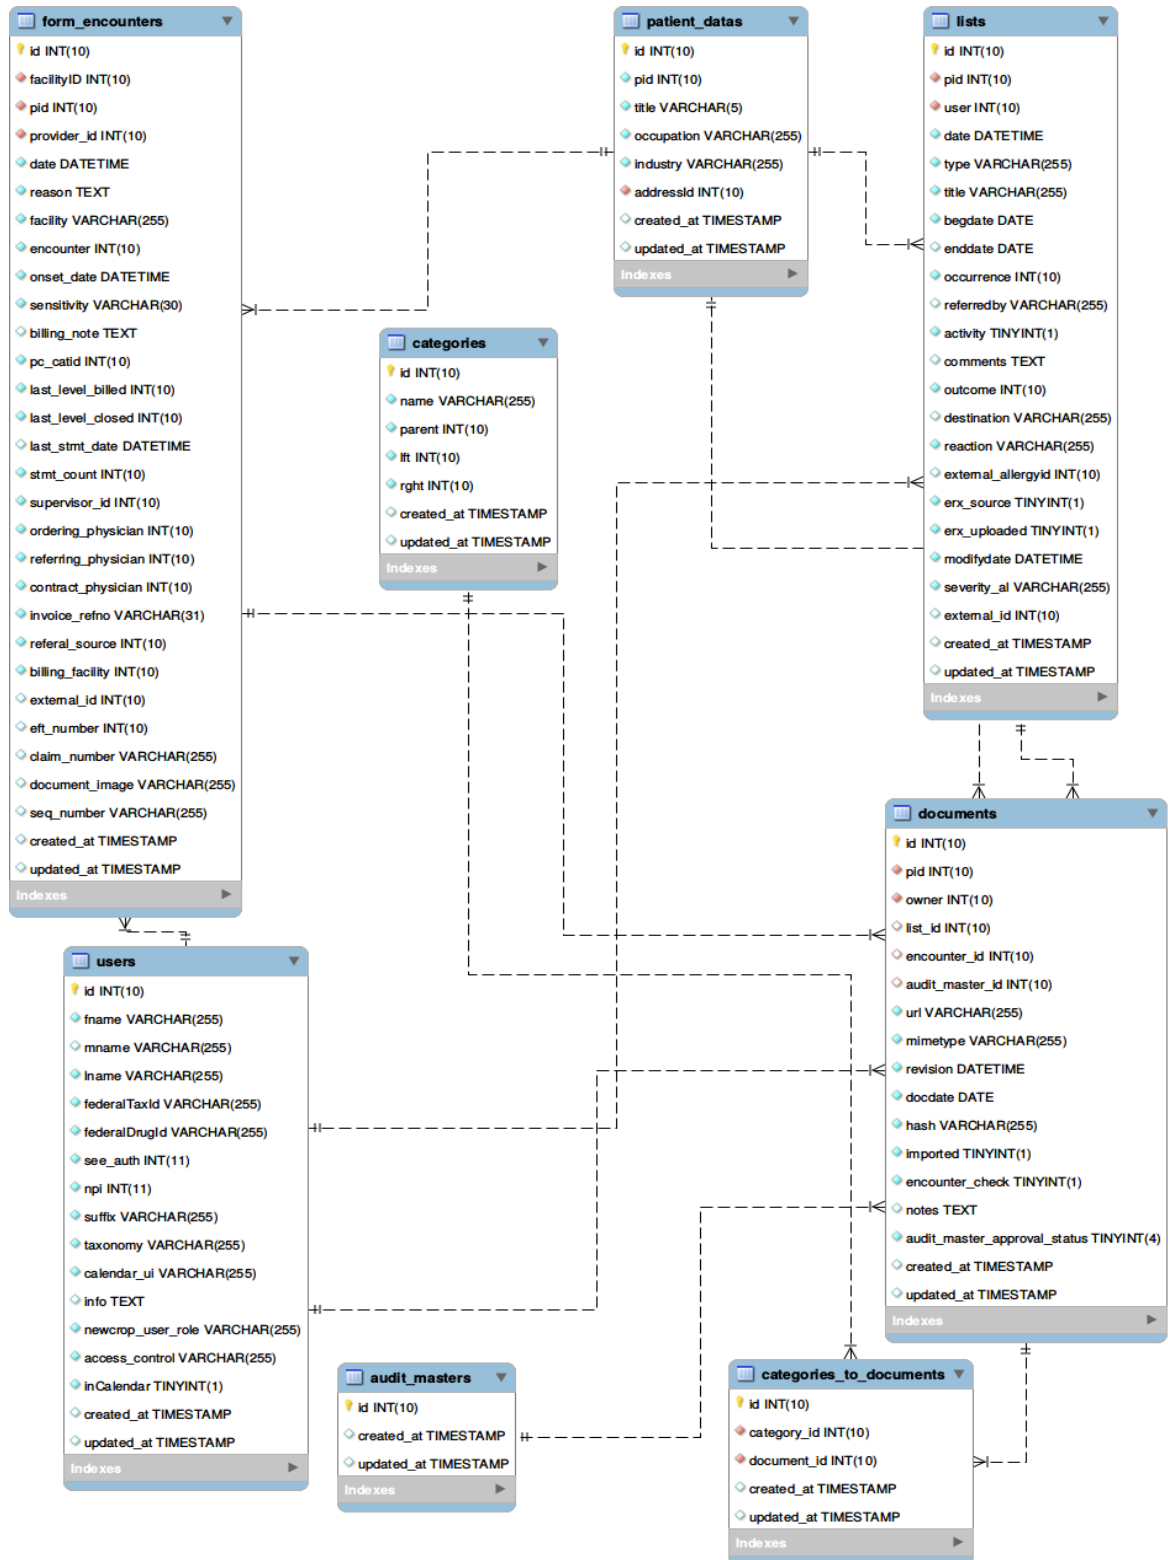 form_encounters
id INT(10)
facilityID INT(10)
pid INT(10)
provider_id INT(10)
date DATETIME
reason TEXT
facility VARCHAR(255)
encounter INT(10)
onset_date DATETIME
sensitivity VARCHAR(30)
billing_note TEXT
pc_catid INT(10)
last_level_billed INT(10)
last_level_closed INT(10)
last_stmt_date DATETIME
stmt_count INT(10)
supervisor_id INT(10)
ordering_physician INT(10)
referring_physician INT(10)
contract_physician INT(10)
invoice_refno VARCHAR(31)
referal_source INT(10)
billing_facility INT(10)
external_id INT(10)
eft_number INT(10)
claim_number VARCHAR(255)
document_image VARCHAR(255)
seq_number VARCHAR(255)
created_at TIMESTAMP
updated_at TIMESTAMP
Indexes
patient_datas
id INT(10)
pid INT(10)
title VARCHAR(5)
occupation VARCHAR(255)
industry VARCHAR(255)
addressId INT(10)
created_at TIMESTAMP
updated_at TIMESTAMP
Indexes
lists
id INT(10)
pid INT(10)
user INT(10)
date DATETIME
type VARCHAR(255)
title VARCHAR(255)
begdate DATE
enddate DATE
occurrence INT(10)
referredby VARCHAR(255)
activity TINYINT(1)
comments TEXT
outcome INT(10)
destination VARCHAR(255)
reaction VARCHAR(255)
external_allergyid INT(10)
erx_source TINYINT(1)
erx_uploaded TINYINT(1)
modifydate DATETIME
severity_al VARCHAR(255)
external_id INT(10)
created_at TIMESTAMP
updated_at TIMESTAMP
Indexes
categories
id INT(10)
name VARCHAR(255)
parent INT(10)
lft INT(10)
rght INT(10)
created_at TIMESTAMP
updated_at TIMESTAMP
Indexes
documents
id INT(10)
pid INT(10)
owner INT(10)
list_id INT(10)
encounter_id INT(10)
audit_master_id INT(10)
url VARCHAR(255)
mimetype VARCHAR(255)
revision DATETIME
docdate DATE
hash VARCHAR(255)
imported TINYINT(1)
encounter_check TINYINT(1)
notes TEXT
audit_master_approval_status TINYINT(4)
created_at TIMESTAMP
updated_at TIMESTAMP
Indexes
users
id INT(10)
fname VARCHAR(255)
mname VARCHAR(255)
lname VARCHAR(255)
federalTaxId VARCHAR(255)
federalDrugId VARCHAR(255)
see_auth INT(11)
npi INT(11)
suffix VARCHAR(255)
taxonomy VARCHAR(255)
calendar_ui VARCHAR(255)
info TEXT
newcrop_user_role VARCHAR(255)
access_control VARCHAR(255)
inCalendar TINYINT(1)
created_at TIMESTAMP
updated_at TIMESTAMP
Indexes
audit_masters
id INT(10)
created_at TIMESTAMP
updated_at TIMESTAMP
Indexes
categories_to_documents
id INT(10)
category_id INT(10)
document_id INT(10)
created_at TIMESTAMP
updated_at TIMESTAMP
Indexes